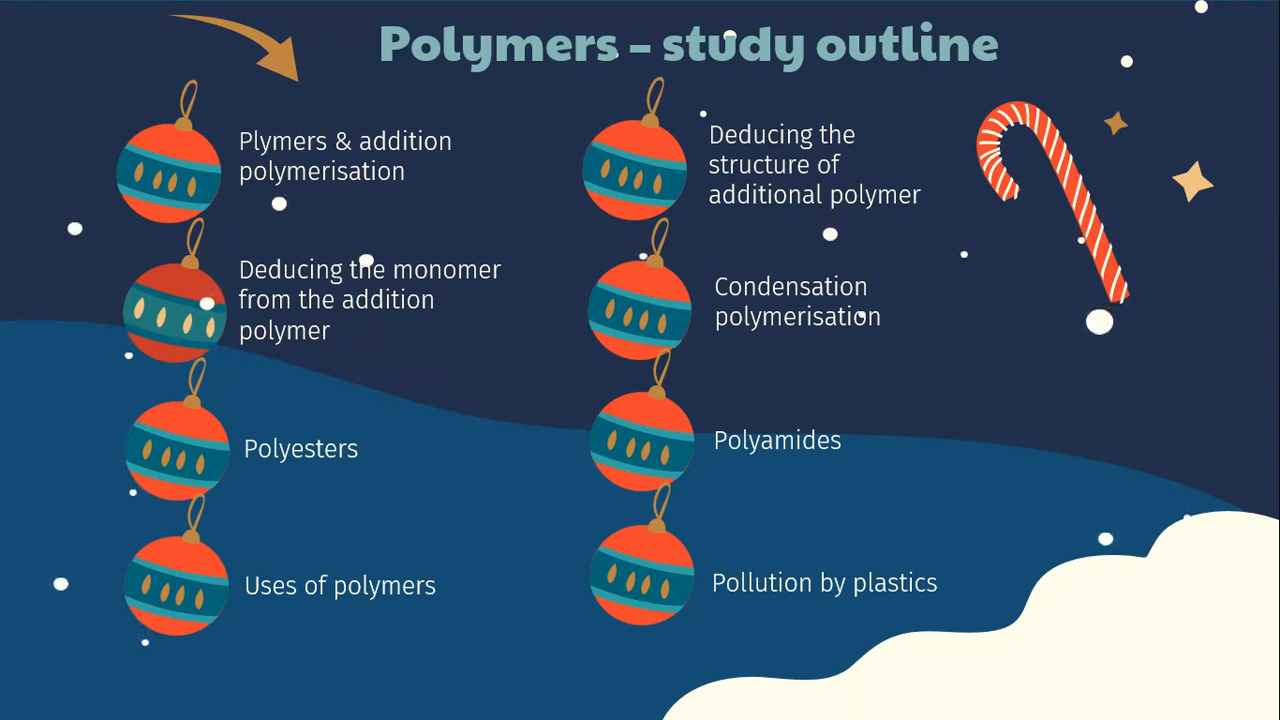 Polymers – study outline
Plymers & addition
polymerisation
Deducing the
structure of
additional polymer
Deducing the monomer
from the addition
polymer
Condensation
polymerisation
Polyesters
Polyamides
Uses of polymers
Pollution by plastics